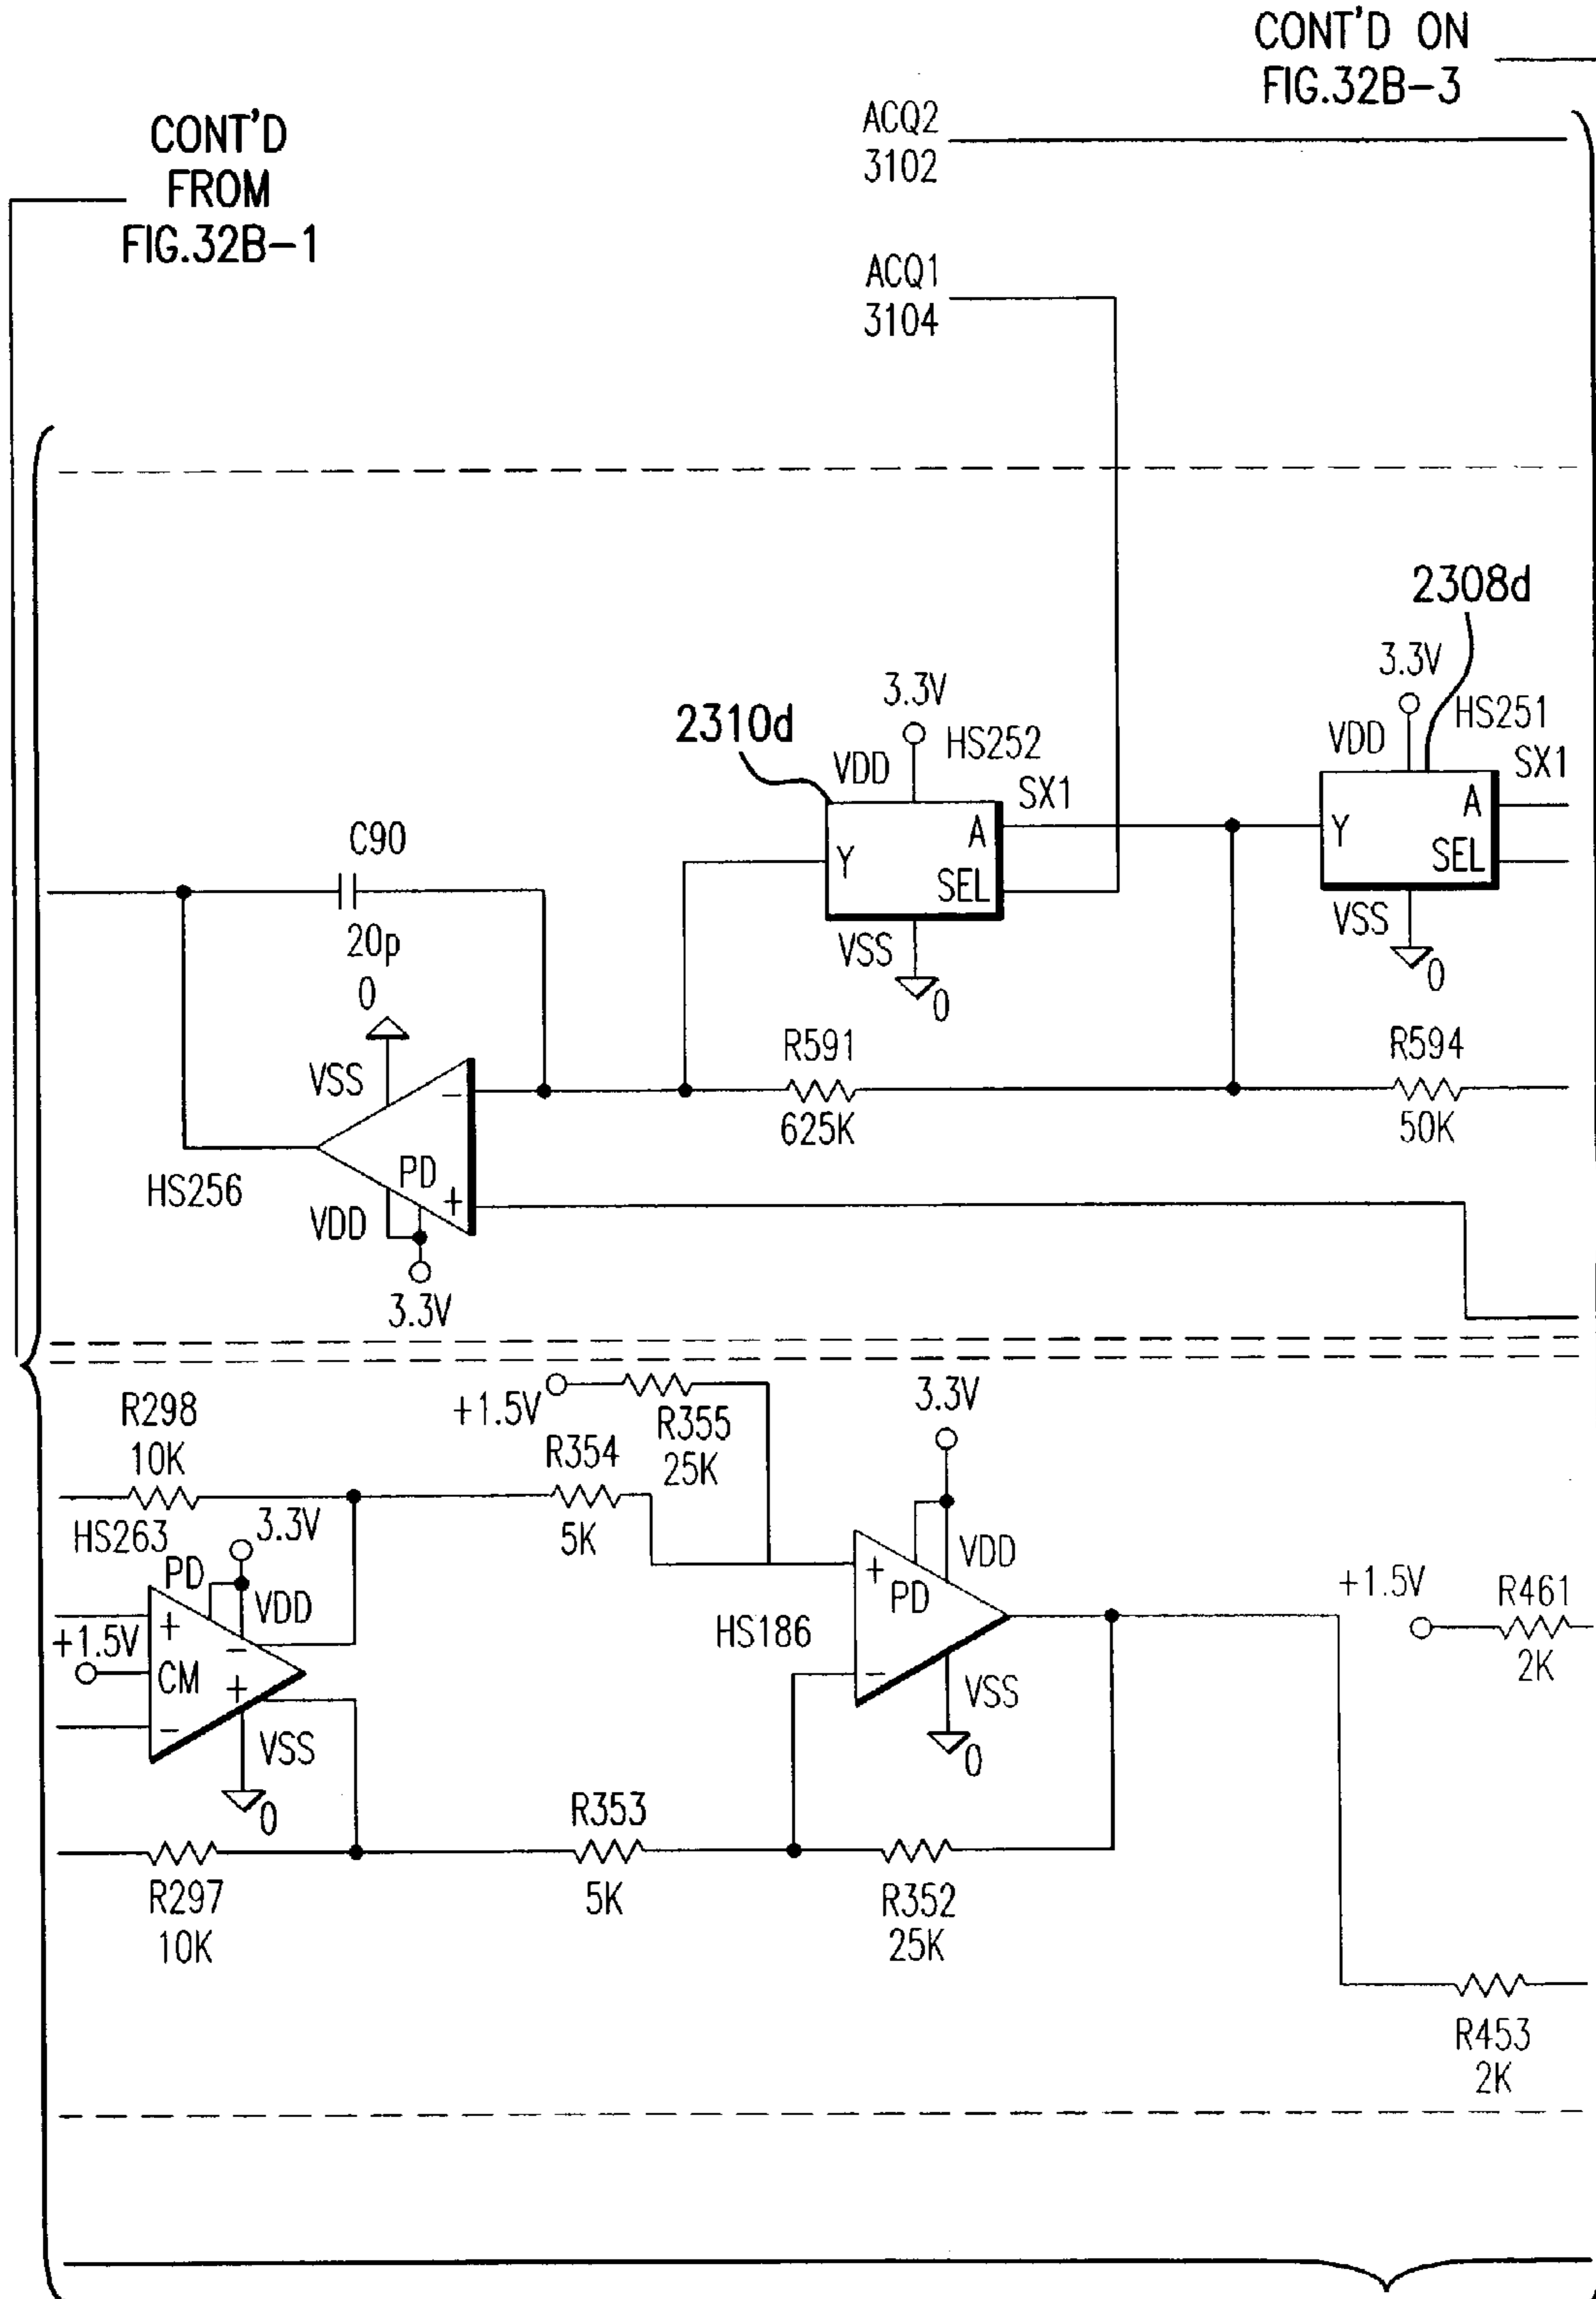 CONT'D ON
FIG.32B-3
CONT'D
FROM
FIG.32B-1
ACQ2
3102
ACQ1
3104
2308d
3.3V
HS251
VDD
SX1
A
Y
SEL
VSS
0
2310d
3.3V
HS252
VDD
SX1
A
Y
SEL
VSS
0
C90
20p
0
VSS
-
PD
+
HS256
VDD
3.3V
R591
625K
R594
50K
R298
10K
+1.5V
R355
25K
R354
5K
3.3V
HS263
3.3V
PD
VDD
+
-
+1.5V
CM
+
-
VSS
0
+
PD
VDD
HS186
-
VSS
0
+1.5V
R461
2K
R297
10K
R353
5K
R352
25K
R453
2K